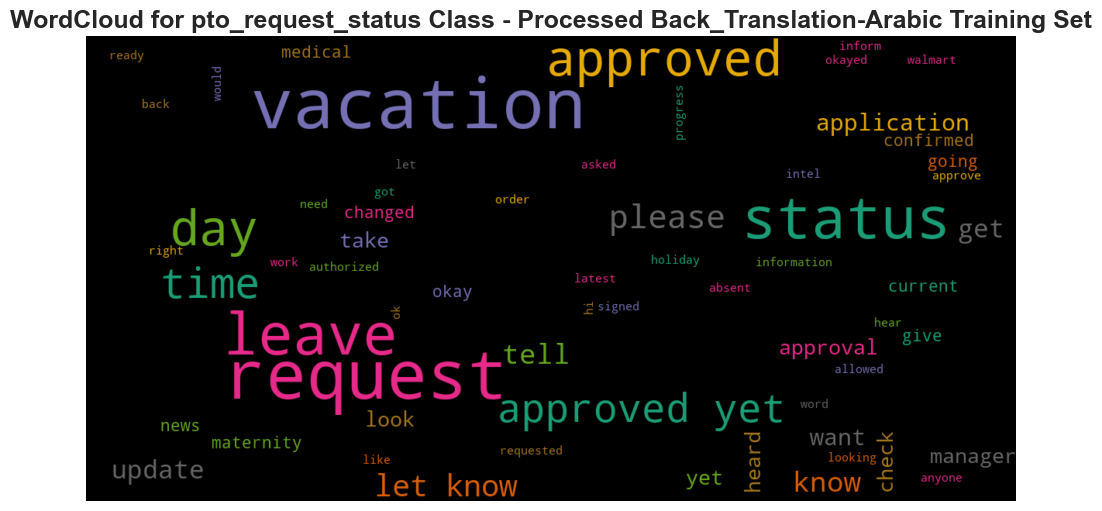 WordCloud for pto_request_status Class - Processed Back_Translation-Arabic Training Set
ready
medical
approved
inform
okayed
walmart
would
vacation
back
progress
application
confirmed
let
asked
going
intel
approve
got
need
order
changed
please
status
get
day
take
right
work
authorized
holiday
information
time
latest
absent
current
okay
ok
hi
signed
leave
hear
give
tell
approval
request
allowed
approved yet
word
look
news
maternity
want
heard
check
requested
update
like
looking
manager
let know
yet
know
anyone